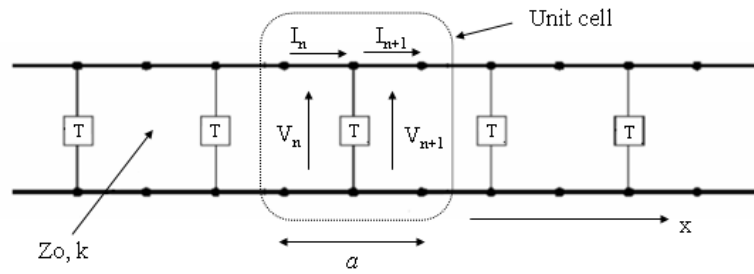 Unit cell
Iₙ Iₙ₊₁
T T T T T
Vₙ Vₙ₊₁
x
Zo, k
a